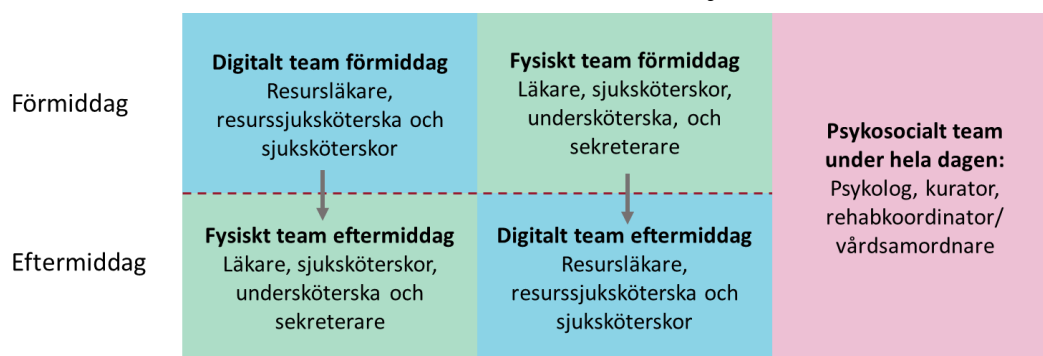 Förmiddag
Digitalt team förmiddag
Resursläkare,
resurssjuksköterska och
sjuksköterskor
Fysiskt team förmiddag
Läkare, sjuksköterskor,
undersköterska, och
sekreterare
Psykosocialt team
under hela dagen:
Psykolog, kurator,
rehabkoordinator/
vårdsamordnare
Eftermiddag
Fysiskt team eftermiddag
Läkare, sjuksköterskor,
undersköterska och
sekreterare
Digitalt team eftermiddag
Resursläkare,
resurssjuksköterska och
sjuksköterskor